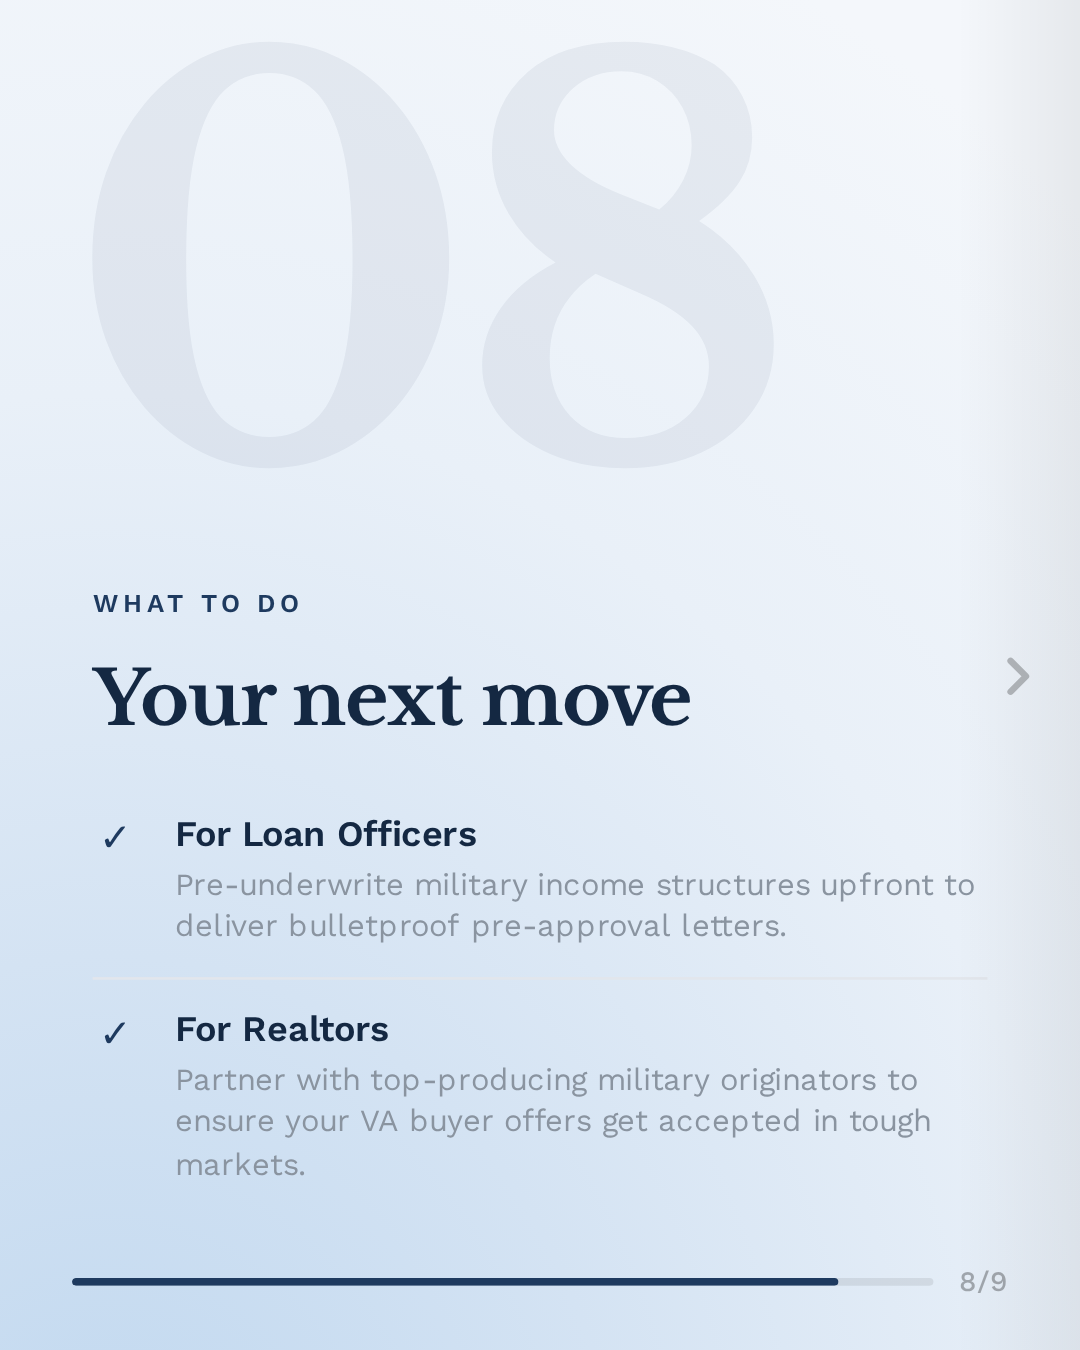 08
WHAT TO DO
Your next move
✓ For Loan Officers
Pre-underwrite military income structures upfront to
deliver bulletproof pre-approval letters.
✓ For Realtors
Partner with top-producing military originators to
ensure your VA buyer offers get accepted in tough
markets.
8/9